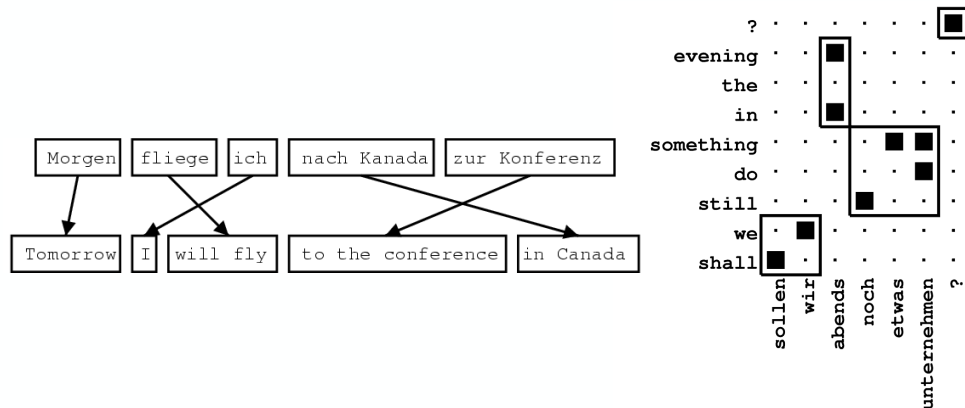 Morgen fliege ich nach Kanada zur Konferenz
Tomorrow I will fly to the conference in Canada
?
evening
the
in
something
do
still
we
shall
sollen
wir
abends
noch
etwas
unternehmen
?